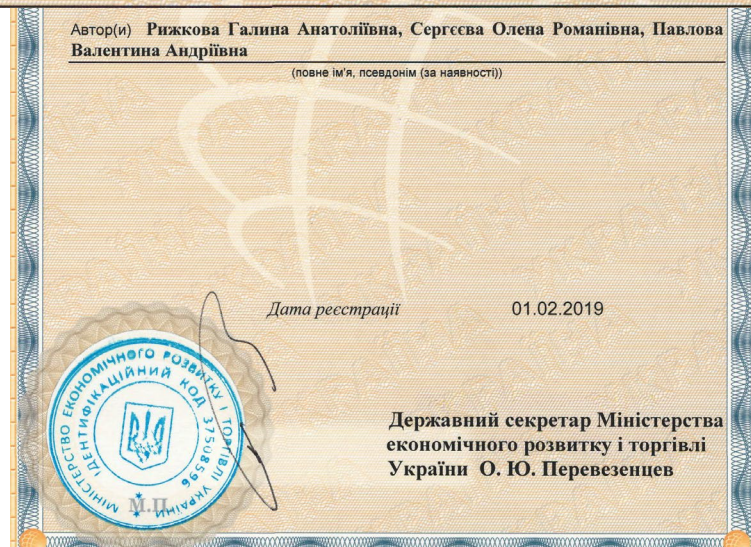 Автор(и) Рижкова Галина Анатоліївна, Сергєєва Олена Романівна, Павлова
Валентина Андріївна
(повне ім'я, псевдонім (за наявності))
Дата реєстрації 01.02.2019
МІНІСТЕРСТВО ЕКОНОМІЧНОГО РОЗВИТКУ І ТОРГІВЛІ УКРАЇНИ
ІДЕНТИФІКАЦІЙНИЙ КОД 37508596
М.П.
Державний секретар Міністерства
економічного розвитку і торгівлі
України О. Ю. Перевезенцев